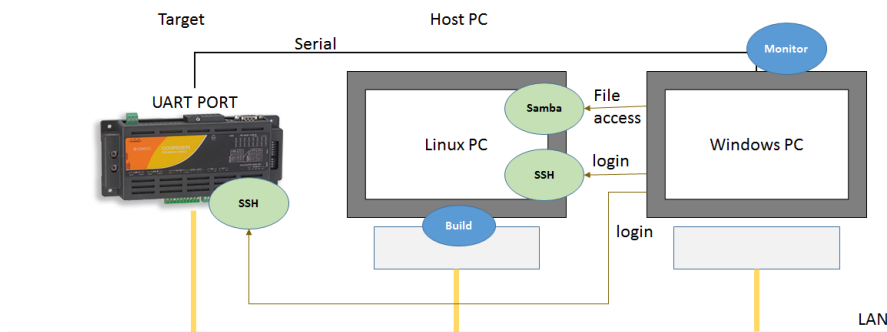 Target
Host PC
Serial
Monitor
UART PORT
Samba
File
access
Linux PC
Windows PC
login
SSH
SSH
Build
login
LAN